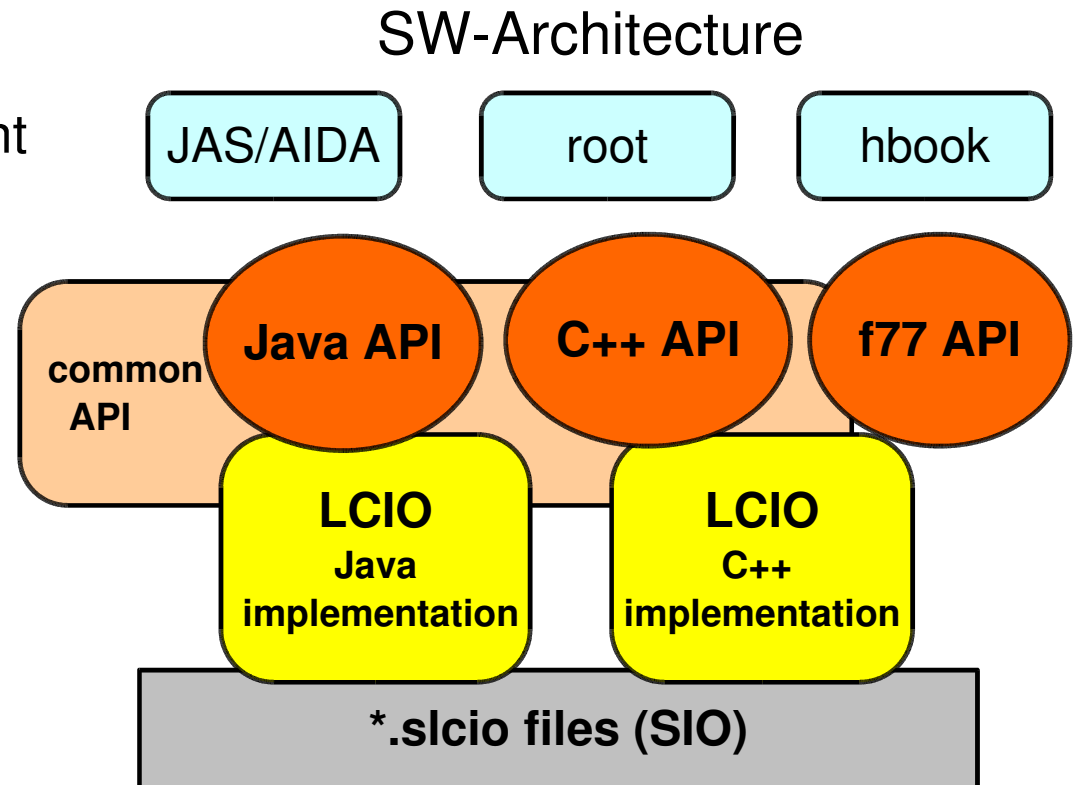 SW-Architecture
nt
JAS/AIDA
root
hbook
Java API
C++ API
f77 API
common
API
LCIO
Java
implementation
LCIO
C++
implementation
*.slcio files (SIO)